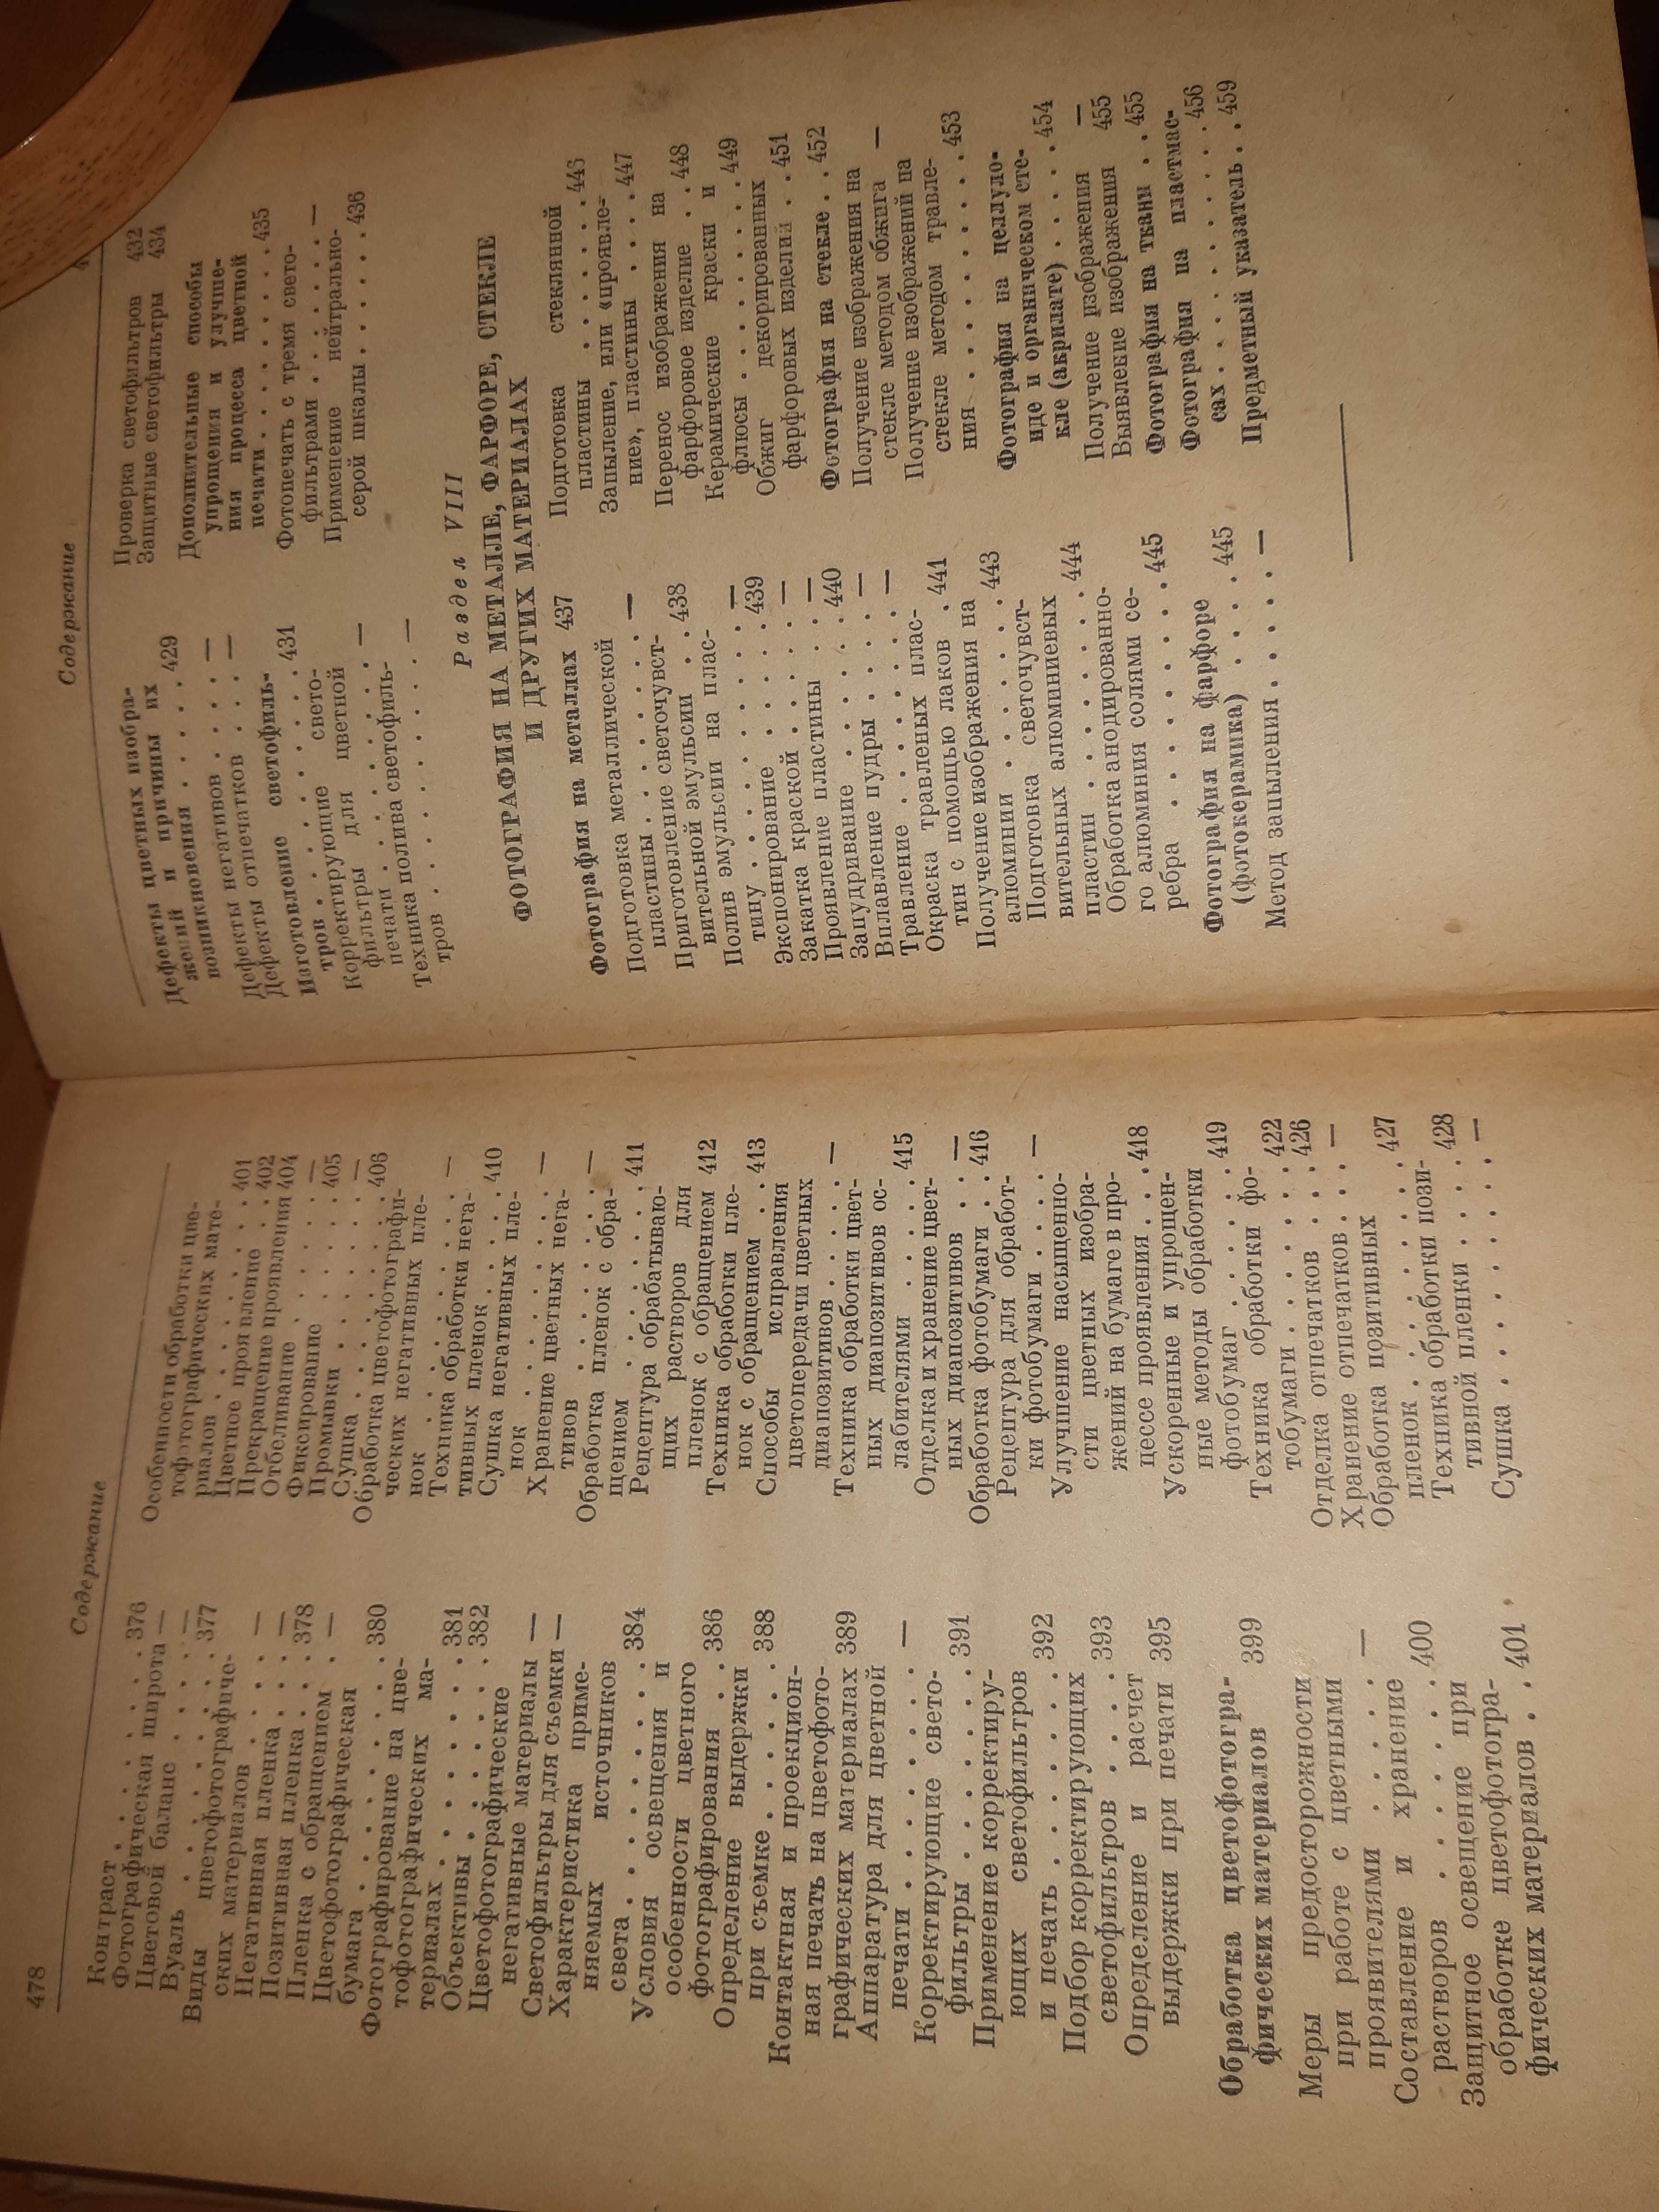 478
Содержание
Контраст . . . . . . 376
Фотографическая широта —
Цветовой баланс . . . —
Вуаль . . . . . . . 377
Виды цветофотографиче-
ских материалов . . . —
Негативная пленка . . . —
Позитивная пленка . . . 378
Пленка с обращением . —
Цветофотографическая
бумага . . . . . . . 380
Фотографирование на цве-
тофотографических ма-
териалах . . . . . . 381
Объективы . . . . . . 382
Цветофотографические
негативные материалы —
Светофильтры для съемки —
Характеристика приме-
няемых источников
света . . . . . . . 384
Условия освещения и
особенности цветного
фотографирования . . 386
Определение выдержки
при съемке . . . . . 388
Контактная и проекцион-
ная печать на цветофото-
графических материалах 389
Аппаратура для цветной
печати . . . . . . —
Корректирующие свето-
фильтры . . . . . . 391
Применение корректиру-
ющих светофильтров
и печать . . . . . . 392
Подбор корректирующих
светофильтров . . . . 393
Определение и расчет
выдержки при печати 395
Обработка цветофотогра-
фических материалов 399
Меры предосторожности
при работе с цветными
проявителями . . . . —
Составление и хранение
растворов . . . . . . 400
Защитное освещение при
обработке цветофотогра-
фических материалов . . 401
Особенности обработки цве-
тофотографических мате-
риалов . . . . . . . 401
Цветное проявление . . . 402
Прекращение проявления 404
Отбеливание . . . . . . —
Фиксирование . . . . . 405
Промывки . . . . . . —
Сушка . . . . . . . 406
Обработка цветофотографи-
ческих негативных пле-
нок . . . . . . . . —
Техника обработки нега-
тивных пленок . . . . 410
Сушка негативных пле-
нок . . . . . . . . —
Хранение цветных нега-
тивов . . . . . . . —
Обработка пленок с обра-
щением . . . . . . . 411
Рецептура обрабатываю-
щих растворов для
пленок с обращением 412
Техника обработки пле-
нок с обращением . . 413
Способы исправления
цветопередачи цветных
диапозитивов . . . . . —
Техника обработки цвет-
ных диапозитивов ос-
лабителями . . . . . 415
Отделка и хранение цвет-
ных диапозитивов . . —
Обработка фотобумаги . . 416
Рецептура для обработ-
ки фотобумаги . . . . —
Улучшение насыщенно-
сти цветных изобра-
жений на бумаге в про-
цессе проявления . . . 418
Ускоренные и упрощен-
ные методы обработки
фотобумаг . . . . . . 419
Техника обработки фо-
тобумаги . . . . . . 422
Отделка отпечатков . . . 426
Хранение отпечатков . . . —
Обработка позитивных
пленок . . . . . . . 427
Техника обработки пози-
тивной пленки . . . . 428
Сушка . . . . . . . . —
Содержание
Дефекты цветных изобра-
жений и причины их
возникновения . . . . . 429
Дефекты негативов . . . —
Дефекты отпечатков . . . —
Изготовление светофиль-
тров . . . . . . . . 431
Корректирующие свето-
фильтры для цветной
печати . . . . . . . —
Техника полива светофиль-
тров . . . . . . . . —
Проверка светофильтров 432
Защитные светофильтры 434
Дополнительные способы
упрощения и улучше-
ния процесса цветной
печати . . . . . . . . 435
Фотопечать с тремя свето-
фильтрами . . . . . . —
Применение нейтрально-
серой шкалы . . . . . . 436
Раздел VIII
ФОТОГРАФИЯ НА МЕТАЛЛЕ, ФАРФОРЕ, СТЕКЛЕ
И ДРУГИХ МАТЕРИАЛАХ
Фотография на металлах 437
Подготовка металлической
пластины . . . . . . . —
Приготовление светочувст-
вительной эмульсии . . 438
Полив эмульсии на плас-
тину . . . . . . . . —
Экспонирование . . . . . 439
Закатка краской . . . . . —
Проявление пластины . . —
Запудривание . . . . . . 440
Вплавление пудры . . . . —
Травление . . . . . . . —
Окраска травленых плас-
тин с помощью лаков . 441
Получение изображения на
алюминии . . . . . . 443
Подготовка светочувст-
вительных алюминиевых
пластин . . . . . . . 444
Обработка анодированно-
го алюминия солями се-
ребра . . . . . . . . 445
Фотография на фарфоре
(фотокерамика) . . . . . 445
Метод запыления . . . . . —
Подготовка стеклянной
пластины . . . . . . 446
Запыление, или «проявле-
ние», пластины . . . . 447
Перенос изображения на
фарфоровое изделие . . 448
Керамические краски и
флюсы . . . . . . . . 449
Обжиг декорированных
фарфоровых изделий . . 451
Фотография на стекле . . 452
Получение изображения на
стекле методом обжига —
Получение изображений на
стекле методом травле-
ния . . . . . . . . . 453
Фотография на целлуло-
иде и органическом сте-
кле (акрилате) . . . . . 454
Получение изображения —
Выявление изображения 455
Фотография на ткани . . 455
Фотография на пластмас-
сах . . . . . . . . . 456
Предметный указатель . . 459